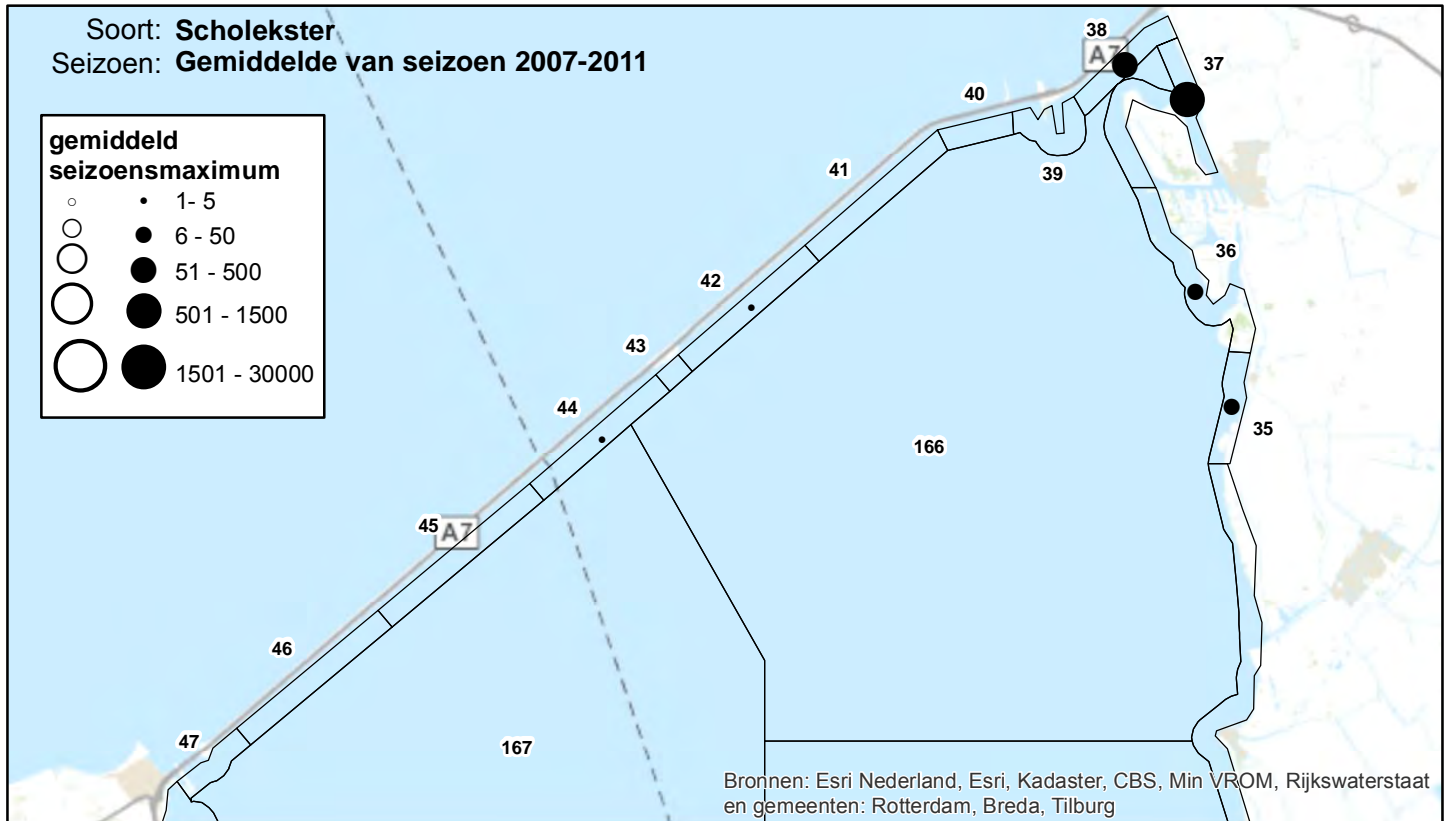 Soort: Scholekster
Seizoen: Gemiddelde van seizoen 2007-2011
gemiddeld
seizoensmaximum
1- 5
6 - 50
51 - 500
501 - 1500
1501 - 30000
38
A7
37
40
41
39
36
42
43
44
35
166
45
A7
46
47
167
Bronnen: Esri Nederland, Esri, Kadaster, CBS, Min VROM, Rijkswaterstaat
en gemeenten: Rotterdam, Breda, Tilburg